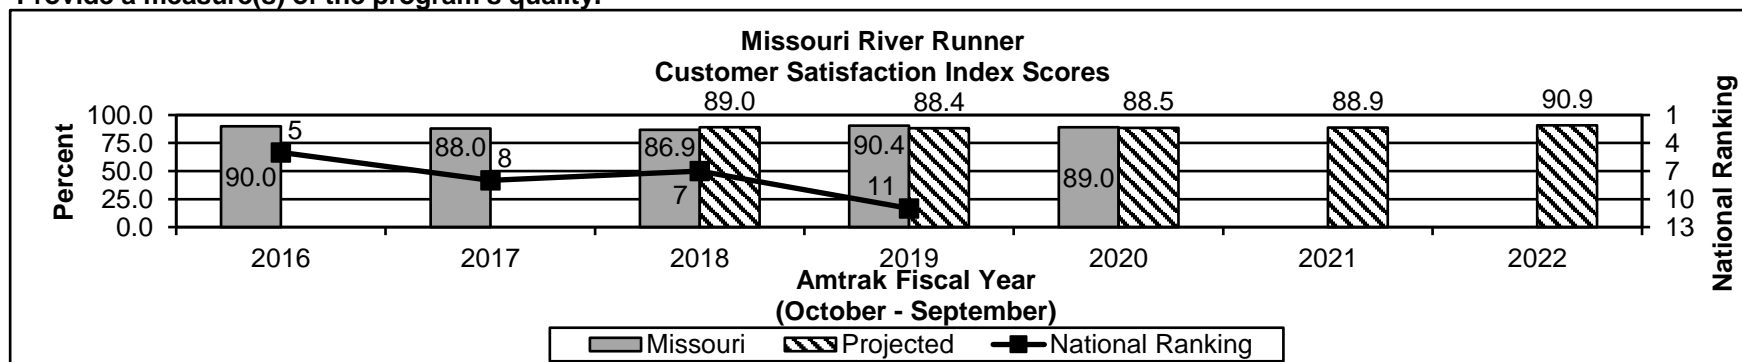 Provide a measure(s) of the program's quality.
Missouri River Runner
Customer Satisfaction Index Scores
89.0 88.4 88.5 88.9 90.9
100.0
75.0
50.0
25.0
0.0
Percent
90.0
5
88.0
8
86.9
7
90.4
11
89.0
1
4
7
10
13
National Ranking
2016 2017 2018 2019 2020 2021 2022
Amtrak Fiscal Year
(October - September)
Missouri Projected National Ranking